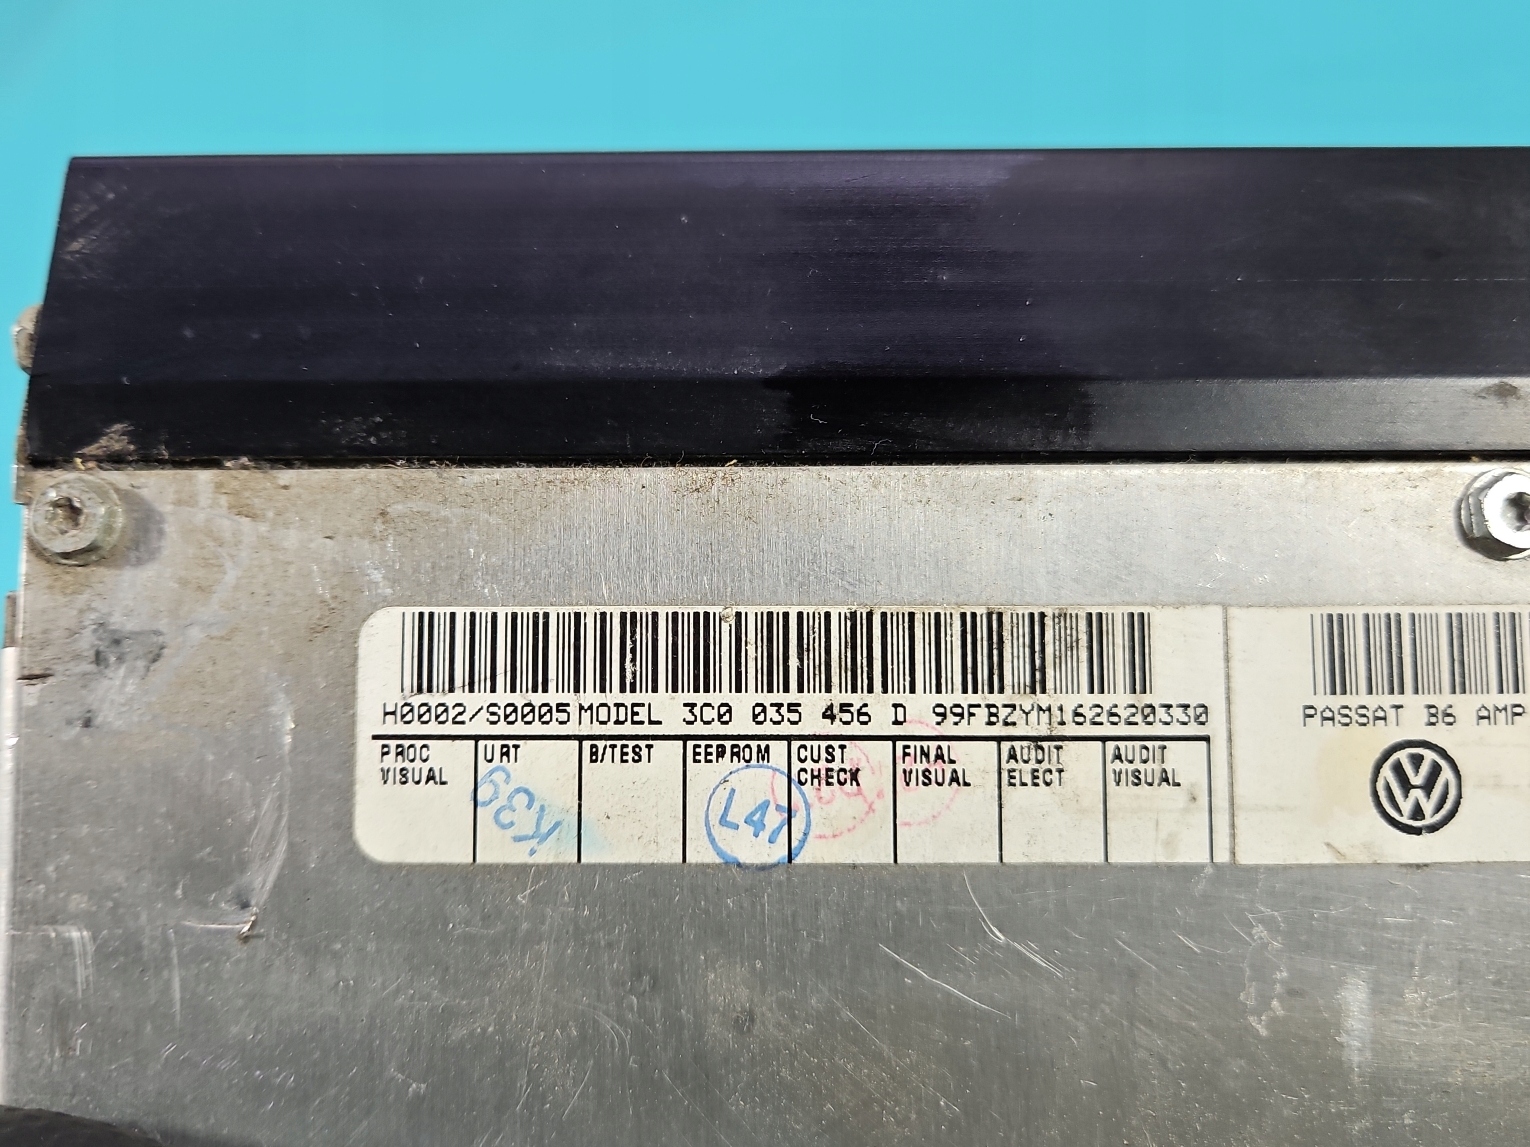 H0002/S0005 MODEL 3C0 035 456 D 99FBZYM162620330
PASSAT B6 AMP
PROC VISUAL
URT
B/TEST
EEPROM
CUST CHECK
FINAL VISUAL
AUDIT ELECT
AUDIT VISUAL
K39
L47